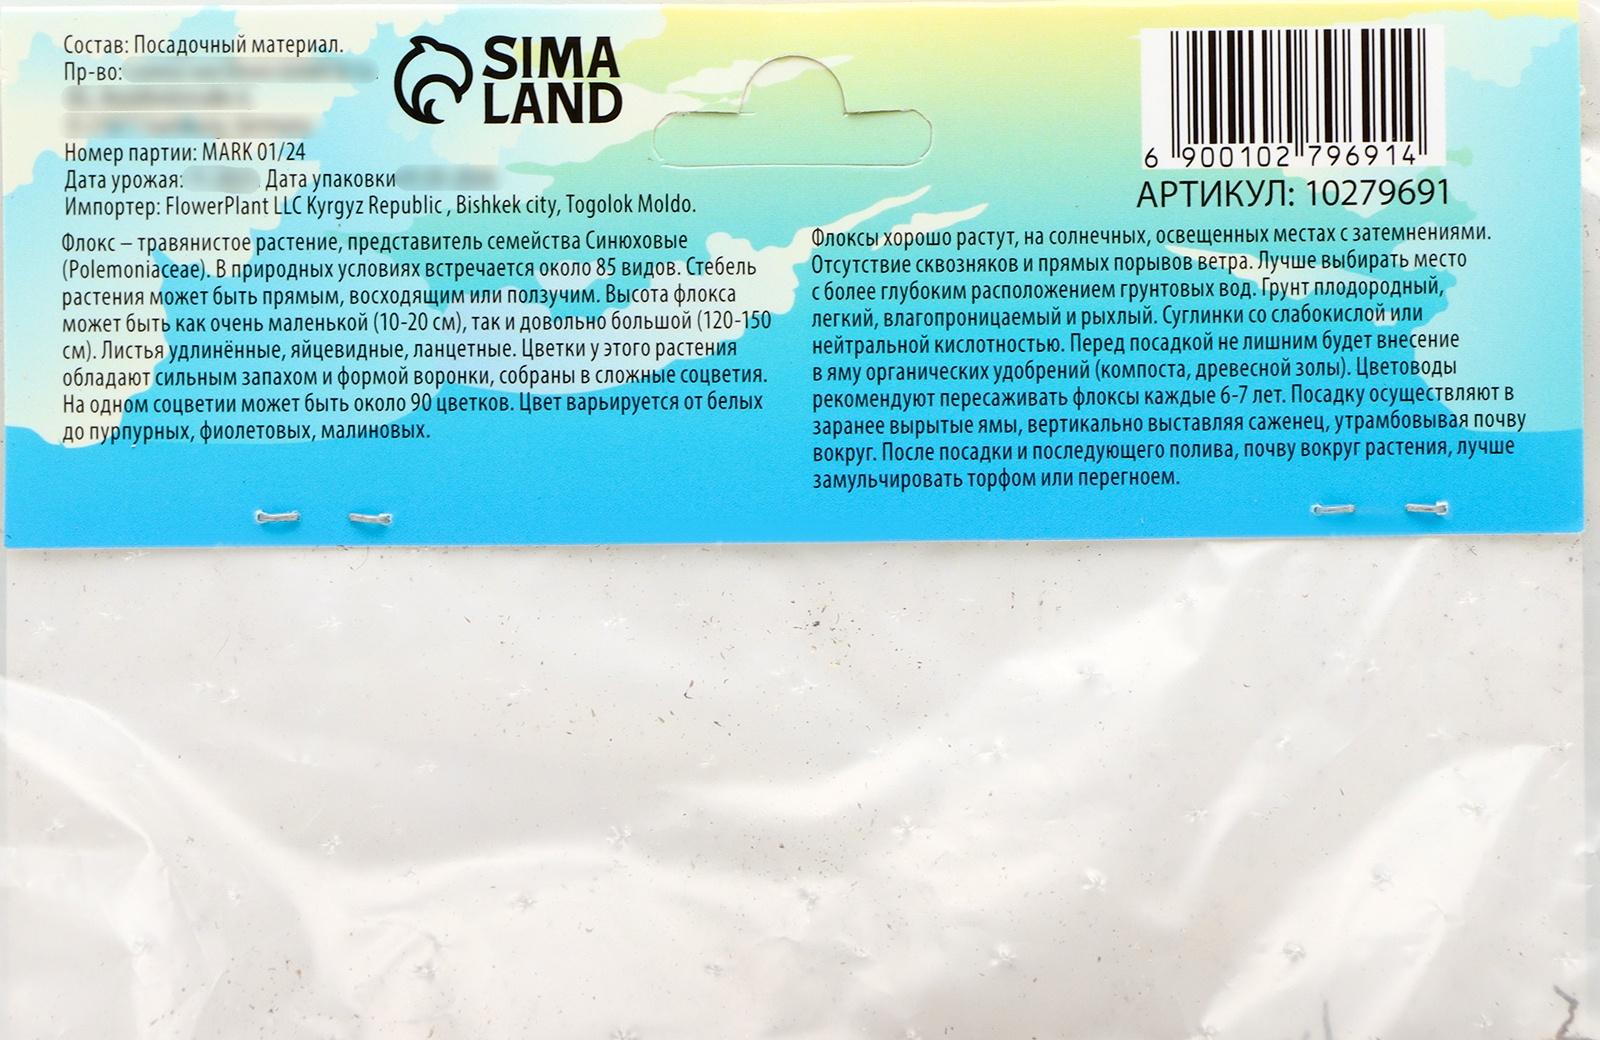 Состав: Посадочный материал.
Пр-во:
SIMA
LAND
Номер партии: MARK 01/24
Дата урожая: Дата упаковки
Импортер: FlowerPlant LLC Kyrgyz Republic , Bishkek city, Togolok Moldo.
6 900102 796914
АРТИКУЛ: 10279691
Флокс – травянистое растение, представитель семейства Синюховые
(Polemoniaceae). В природных условиях встречается около 85 видов. Стебель
растения может быть прямым, восходящим или ползучим. Высота флокса
может быть как очень маленькой (10-20 см), так и довольно большой (120-150
см). Листья удлинённые, яйцевидные, ланцетные. Цветки у этого растения
обладают сильным запахом и формой воронки, собраны в сложные соцветия.
На одном соцветии может быть около 90 цветков. Цвет варьируется от белых
до пурпурных, фиолетовых, малиновых.
Флоксы хорошо растут, на солнечных, освещенных местах с затемнениями.
Отсутствие сквозняков и прямых порывов ветра. Лучше выбирать место
с более глубоким расположением грунтовых вод. Грунт плодородный,
легкий, влагопроницаемый и рыхлый. Суглинки со слабокислой или
нейтральной кислотностью. Перед посадкой не лишним будет внесение
в яму органических удобрений (компоста, древесной золы). Цветоводы
рекомендуют пересаживать флоксы каждые 6-7 лет. Посадку осуществляют в
заранее вырытые ямы, вертикально выставляя саженец, утрамбовывая почву
вокруг. После посадки и последующего полива, почву вокруг растения, лучше
замульчировать торфом или перегноем.